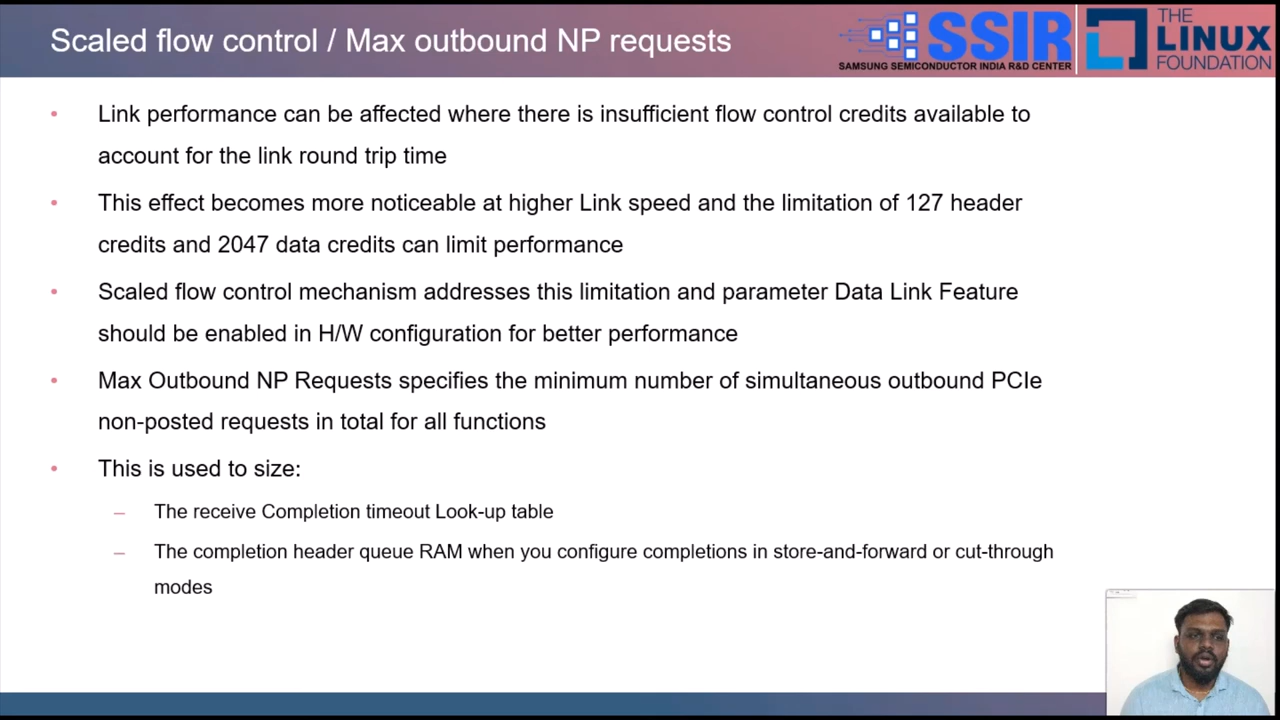 Scaled flow control / Max outbound NP requests
SSIR
SAMSUNG SEMICONDUCTOR INDIA R&D CENTER
THE
LINUX
FOUNDATION
• Link performance can be affected where there is insufficient flow control credits available to
account for the link round trip time
• This effect becomes more noticeable at higher Link speed and the limitation of 127 header
credits and 2047 data credits can limit performance
• Scaled flow control mechanism addresses this limitation and parameter Data Link Feature
should be enabled in H/W configuration for better performance
• Max Outbound NP Requests specifies the minimum number of simultaneous outbound PCIe
non-posted requests in total for all functions
• This is used to size:
– The receive Completion timeout Look-up table
– The completion header queue RAM when you configure completions in store-and-forward or cut-through
modes